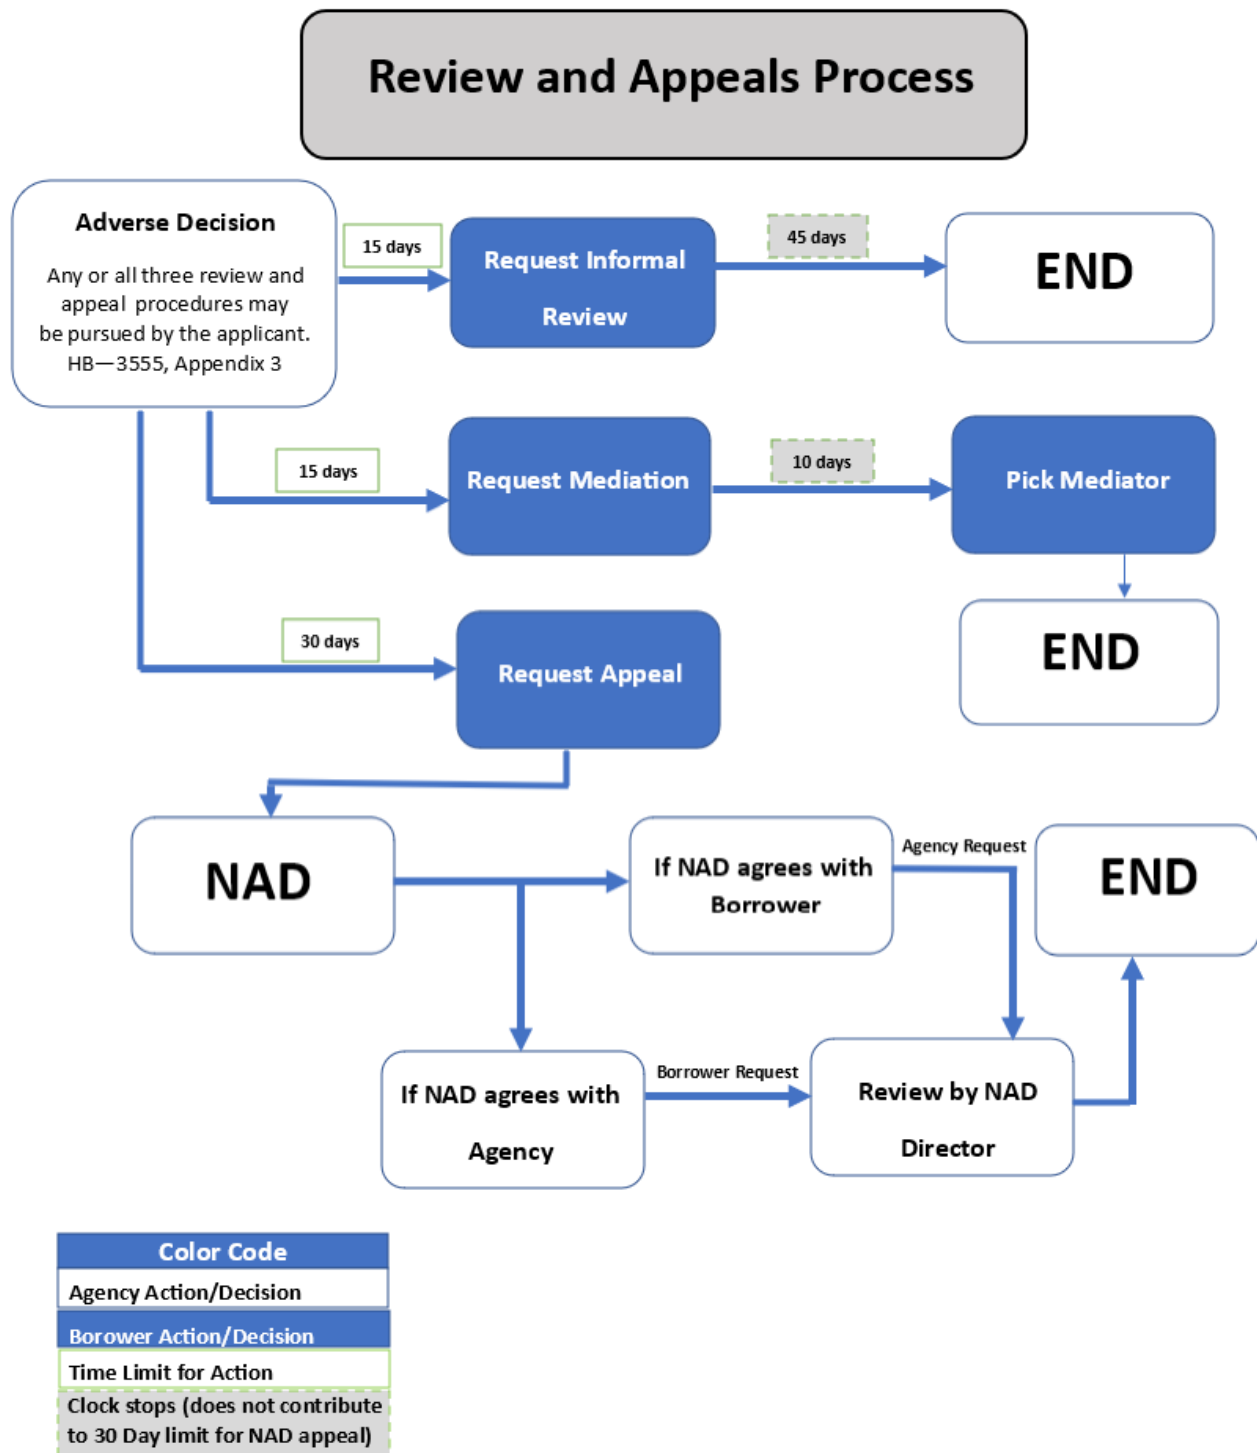 Review and Appeals Process
Adverse Decision
Any or all three review and
appeal procedures may
be pursued by the applicant.
HB—3555, Appendix 3
15 days
Request Informal
Review
45 days
END
15 days
Request Mediation
10 days
Pick Mediator
END
30 days
Request Appeal
NAD
If NAD agrees with
Borrower
Agency Request
END
If NAD agrees with
Agency
Borrower Request
Review by NAD
Director
Color Code
Agency Action/Decision
Borower Action/Decision
Time Limit for Action
Clock stops (does not contribute
to 30 Day limit for NAD appeal)